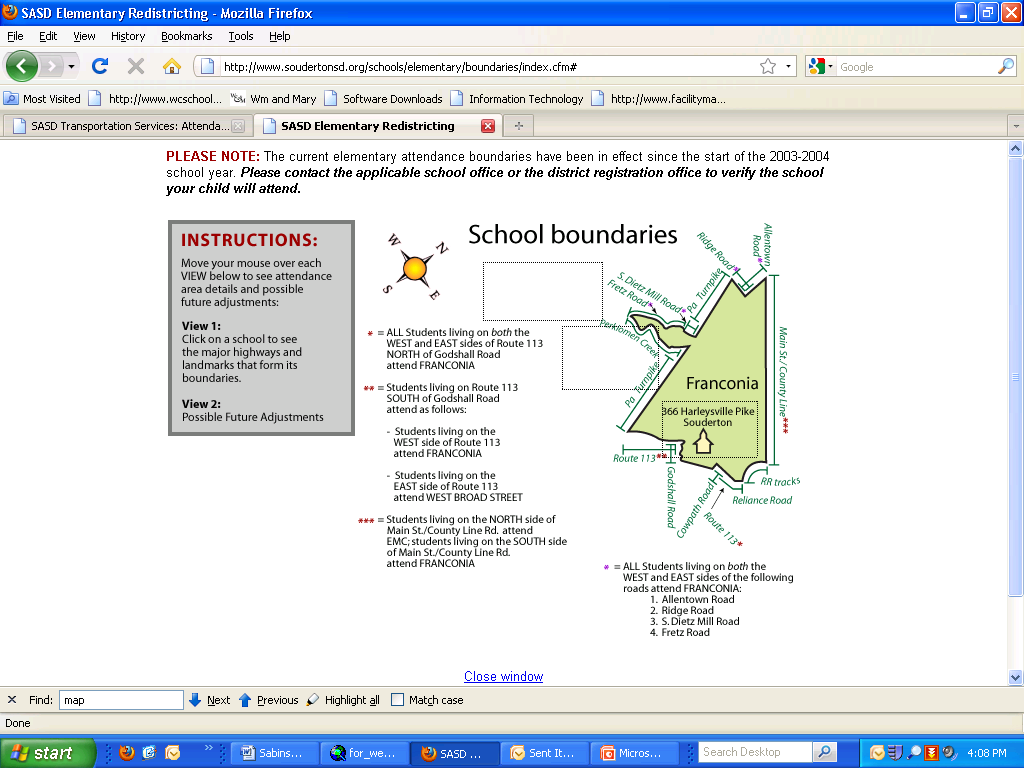 SASD Elementary Redistricting - Mozilla Firefox
File Edit View History Bookmarks Tools Help
http://www.soudertonsd.org/schools/elementary/boundaries/index.cfm#
Google
Most Visited http://www.wcschool... Wm and Mary Software Downloads Information Technology http://www.facilityma...
SASD Transportation Services: Attenda... SASD Elementary Redistricting
PLEASE NOTE: The current elementary attendance boundaries have been in effect since the start of the 2003-2004
school year. Please contact the applicable school office or the district registration office to verify the school
your child will attend.
INSTRUCTIONS:
Move your mouse over each
VIEW below to see attendance
area details and possible
future adjustments:
View 1:
Click on a school to see
the major highways and
landmarks that form its
boundaries.
View 2:
Possible Future Adjustments
W N
S E
School boundaries
* = ALL Students living on both the
WEST and EAST sides of Route 113
NORTH of Godshall Road
attend FRANCONIA
** = Students living on Route 113
SOUTH of Godshall Road
attend as follows:
- Students living on the
WEST side of Route 113
attend FRANCONIA
- Students living on the
EAST side of Route 113
attend WEST BROAD STREET
*** = Students living on the NORTH side of
Main St./County Line Rd. attend
EMC; students living on the SOUTH side
of Main St./County Line Rd.
attend FRANCONIA
Allentown
Road*
Ridge Road*
Pa Turnpike
S. Dietz Mill Road*
Fretz Road*
Perkiomen Creek
Pa Turnpike
Main St./ County Line***
Franconia
366 Harleysville Pike
Souderton
Route 113**
Godshall Road
Cowpath Road
Route 113*
RR tracks
Reliance Road
* = ALL Students living on both the
WEST and EAST sides of the following
roads attend FRANCONIA:
1. Allentown Road
2. Ridge Road
3. S. Dietz Mill Road
4. Fretz Road
Close window
Find: map Next Previous Highlight all Match case
Done
start » Sabins... for_we... SASD ... Sent It... Micros... Search Desktop 4:08 PM